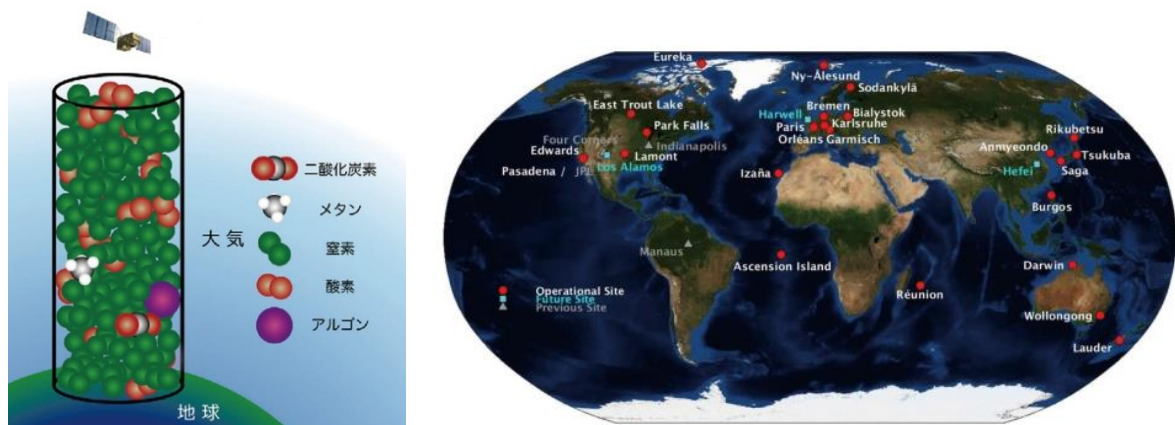 二酸化炭素
メタン
大 気
窒素
酸素
アルゴン
地 球
Eureka
Ny-Ålesund
Sodankylä
East Trout Lake
Bremen
Harwell
Bialystok
Park Falls
Paris
Karlsruhe
Rikubetsu
Four Corners
Indianapolis
Orléans Garmisch
Edwards
Lamont
Anmyeondo
Tsukuba
Pasadena / JPL
Los Alamos
Izaña
Hefei
Saga
Burgos
Manaus
Ascension Island
Darwin
Operational Site
Future Site
Previous Site
Réunion
Wollongong
Lauder